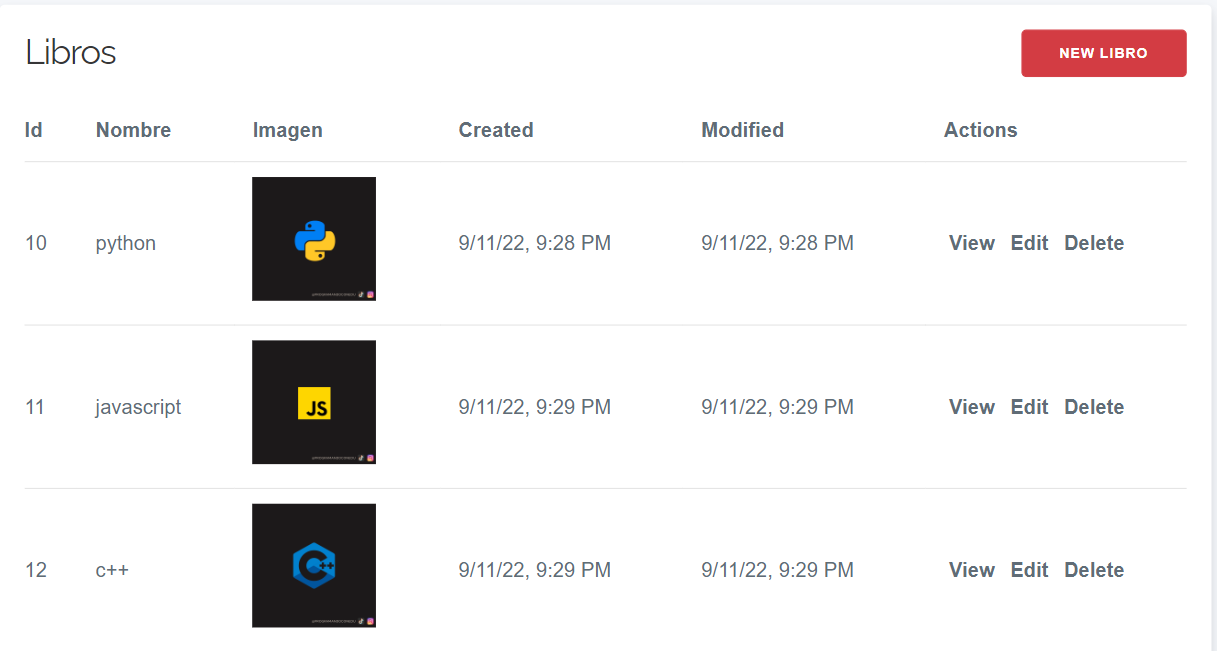 Libros
NEW LIBRO
Id Nombre Imagen Created Modified Actions
10 python 9/11/22, 9:28 PM 9/11/22, 9:28 PM View Edit Delete
11 javascript JS 9/11/22, 9:29 PM 9/11/22, 9:29 PM View Edit Delete
12 c++ C++ 9/11/22, 9:29 PM 9/11/22, 9:29 PM View Edit Delete